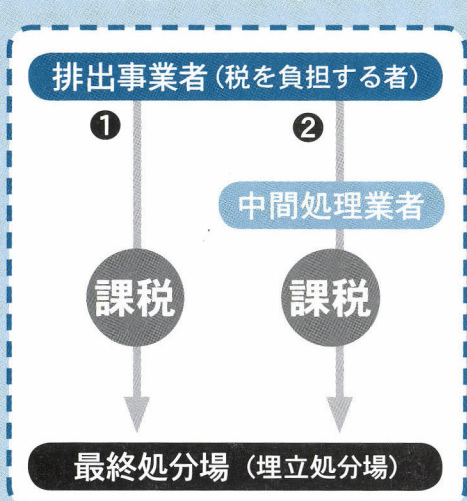 排出事業者(税を負担する者)
❶
❷
中間処理業者
課税
課税
最終処分場(埋立処分場)